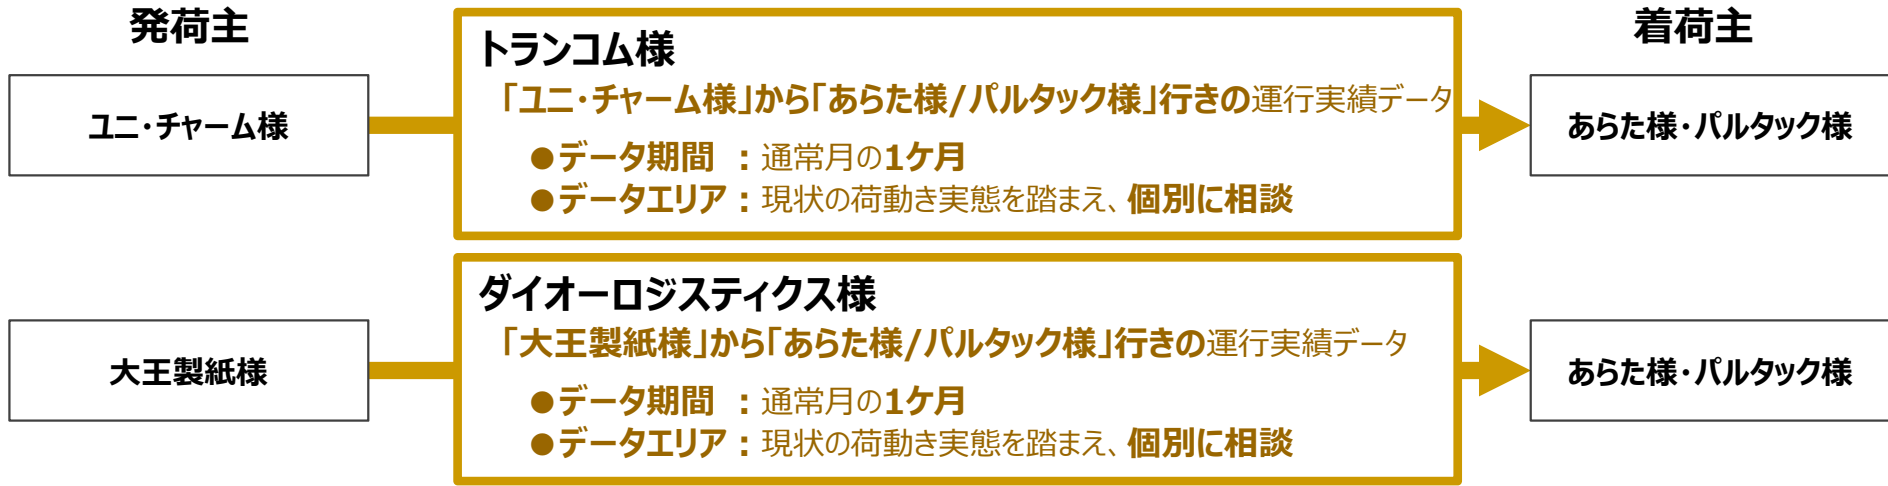 発荷主
着荷主
トランコム様
「ユニ・チャーム様」から「あらた様/パルタック様」行きの運行実績データ
ユニ・チャーム様
あらた様・パルタック様
●データ期間 ：通常月の1ケ月
●データエリア：現状の荷動き実態を踏まえ、個別に相談
ダイオーロジスティクス様
「大王製紙様」から「あらた様/パルタック様」行きの運行実績データ
大王製紙様
あらた様・パルタック様
●データ期間 ：通常月の1ケ月
●データエリア：現状の荷動き実態を踏まえ、個別に相談